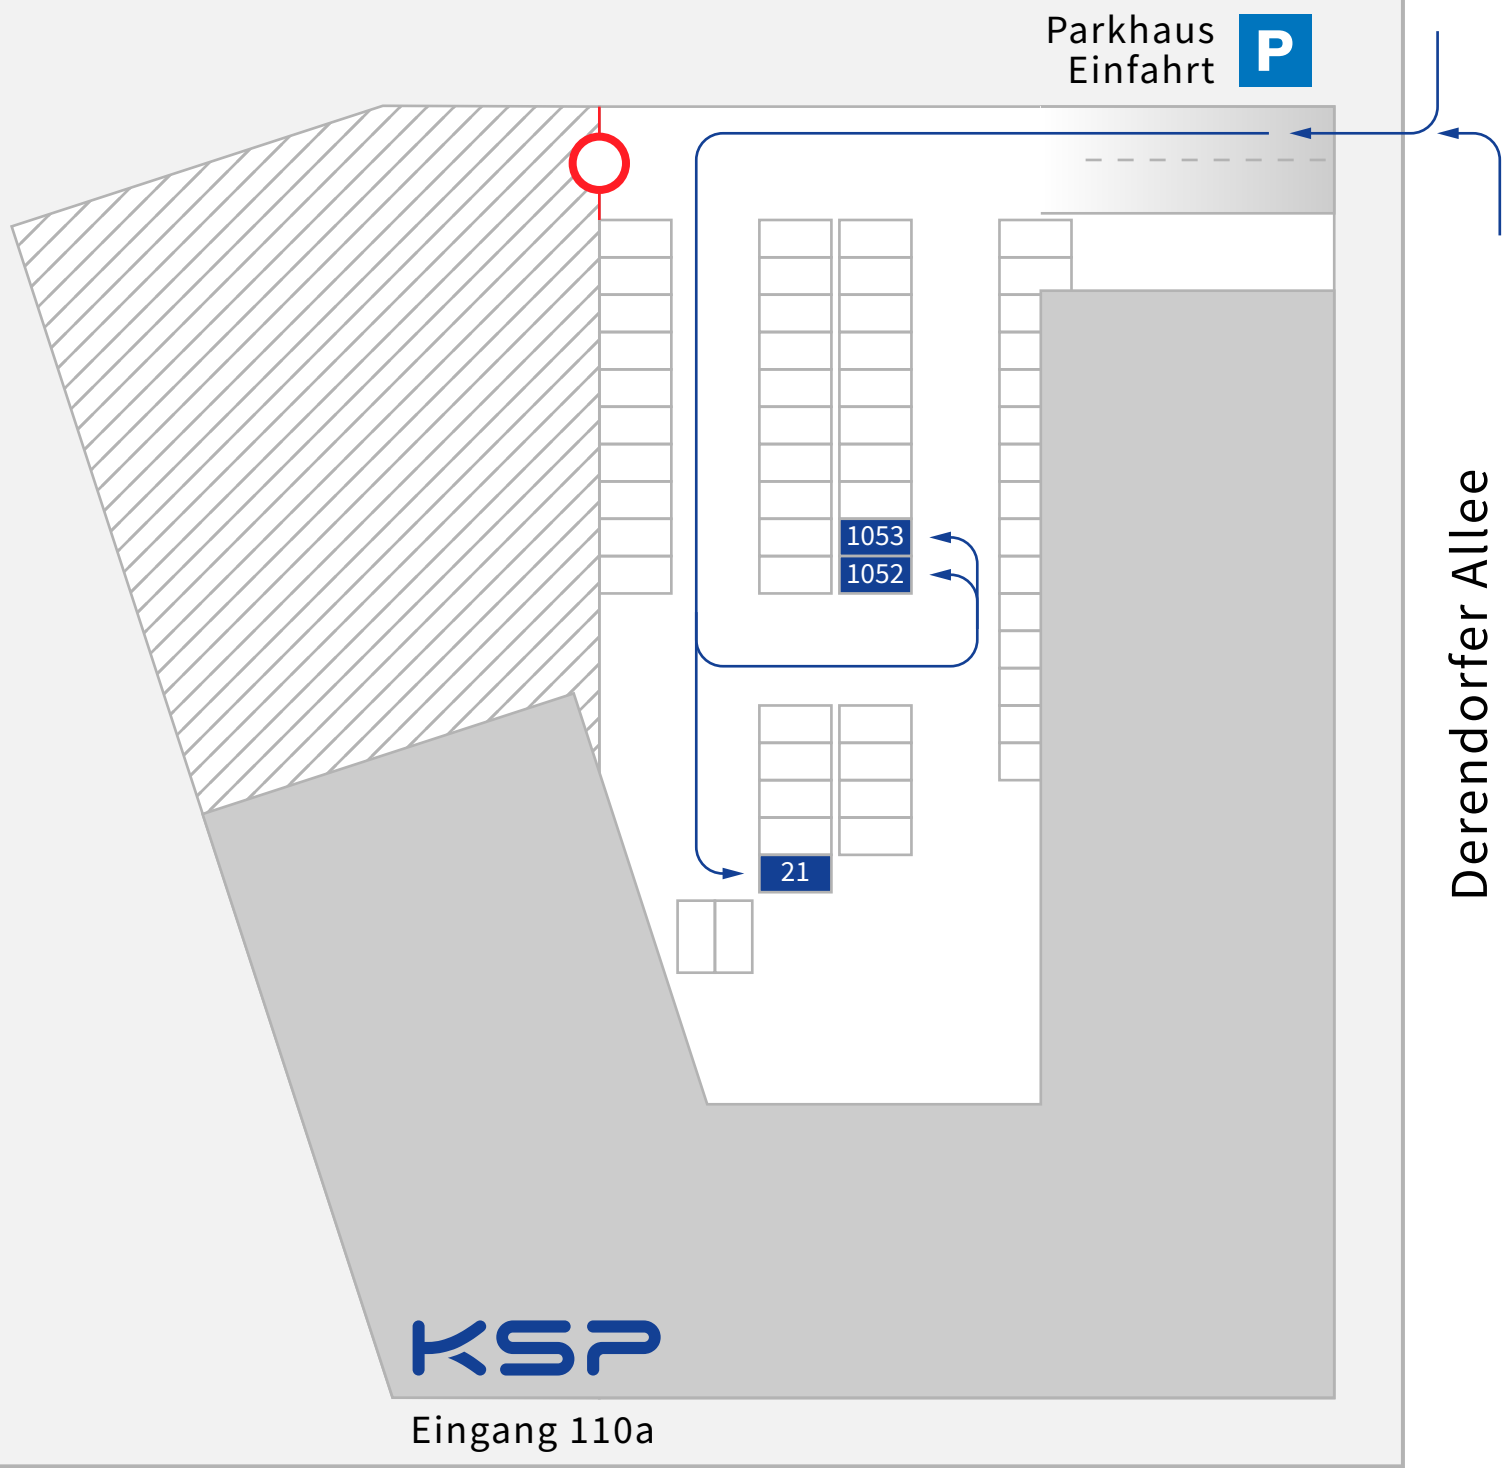 Parkhaus
Einfahrt
P
1053
1052
21
Derendorfer Allee
KSP
Eingang 110a